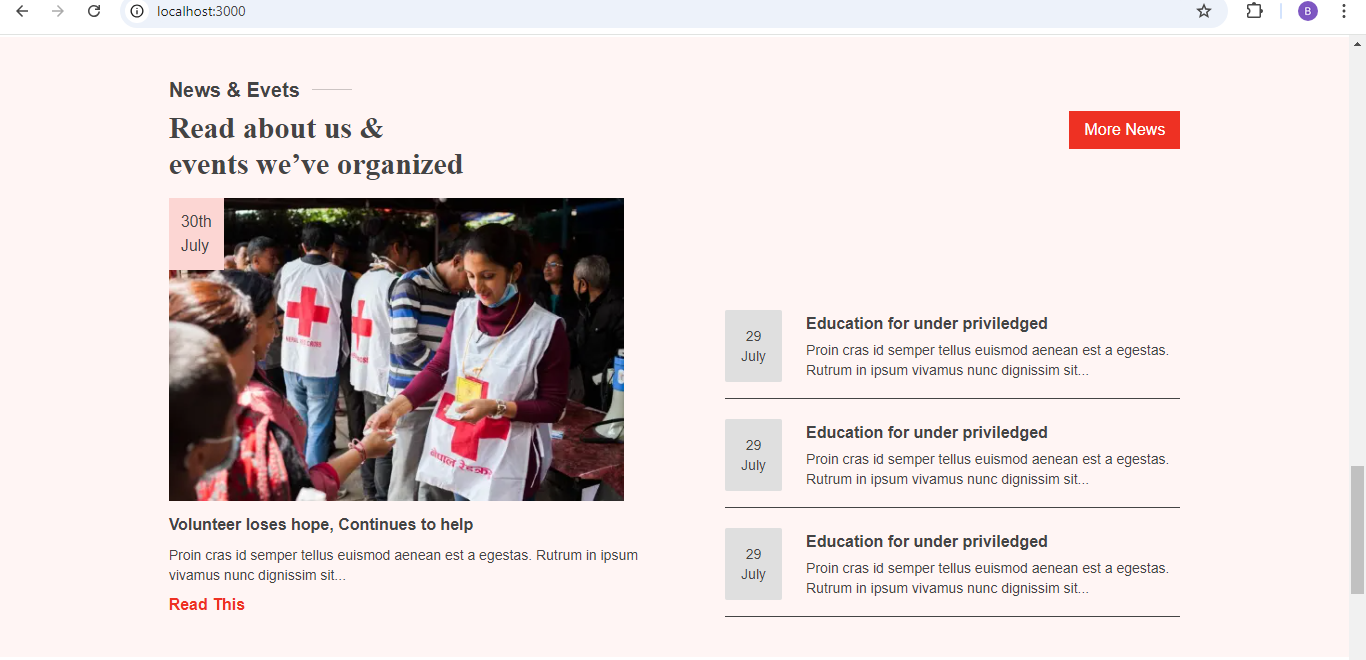 localhost:3000
B
News & Evets
Read about us &
events we’ve organized
More News
30th
July
नेपाल रेडक्रस
Volunteer loses hope, Continues to help
Proin cras id semper tellus euismod aenean est a egestas. Rutrum in ipsum
vivamus nunc dignissim sit...
Read This
29
July
Education for under priviledged
Proin cras id semper tellus euismod aenean est a egestas.
Rutrum in ipsum vivamus nunc dignissim sit...
29
July
Education for under priviledged
Proin cras id semper tellus euismod aenean est a egestas.
Rutrum in ipsum vivamus nunc dignissim sit...
29
July
Education for under priviledged
Proin cras id semper tellus euismod aenean est a egestas.
Rutrum in ipsum vivamus nunc dignissim sit...